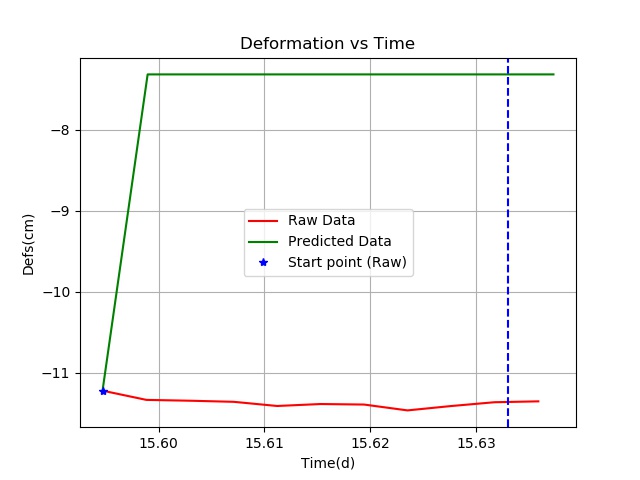 Deformation vs Time
Defs(cm)
−8
−9
−10
−11
Raw Data
Predicted Data
Start point (Raw)
15.60 15.61 15.62 15.63
Time(d)